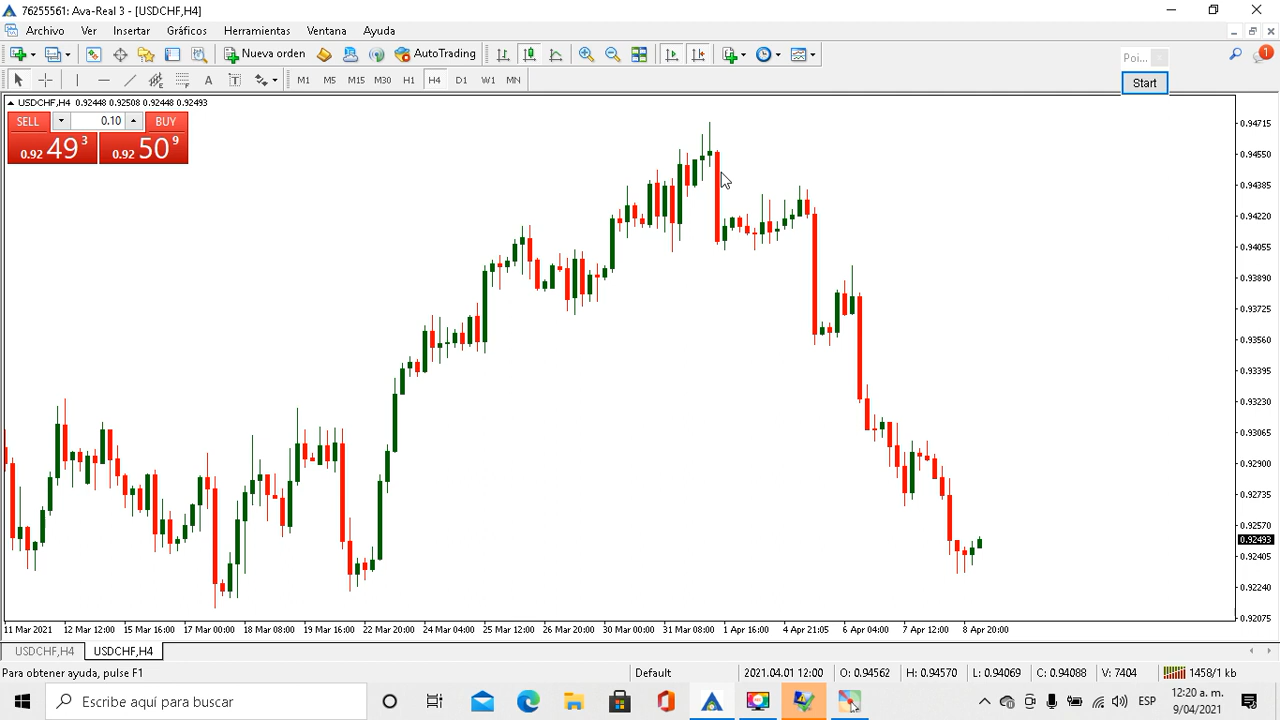 76255561: Ava-Real 3 - [USDCHF,H4]
Archivo Ver Insertar Gráficos Herramientas Ventana Ayuda
Nueva orden AutoTrading
Poi...
Start
A T M1 M5 M15 M30 H1 H4 D1 W1 MN
USDCHF,H4 0.92448 0.92508 0.92448 0.92493
SELL 0.10 BUY
0.92 49 3 0.92 50 9
0.94715
0.94550
0.94385
0.94220
0.94055
0.93889
0.93725
0.93560
0.93395
0.93230
0.93065
0.92900
0.92735
0.92570
0.92493
0.92405
0.92240
0.92075
11 Mar 2021 12 Mar 12:00 15 Mar 16:00 17 Mar 00:00 18 Mar 08:00 19 Mar 16:00 22 Mar 20:00 24 Mar 04:00 25 Mar 12:00 26 Mar 20:00 30 Mar 00:00 31 Mar 08:00 1 Apr 16:00 4 Apr 21:05 6 Apr 04:00 7 Apr 12:00 8 Apr 20:00
USDCHF,H4 USDCHF,H4
Para obtener ayuda, pulse F1 Default 2021.04.01 12:00 O: 0.94562 H: 0.94570 L: 0.94069 C: 0.94088 V: 7404 1458/1 kb
Escribe aquí para buscar
ESP
12:20 a. m.
9/04/2021